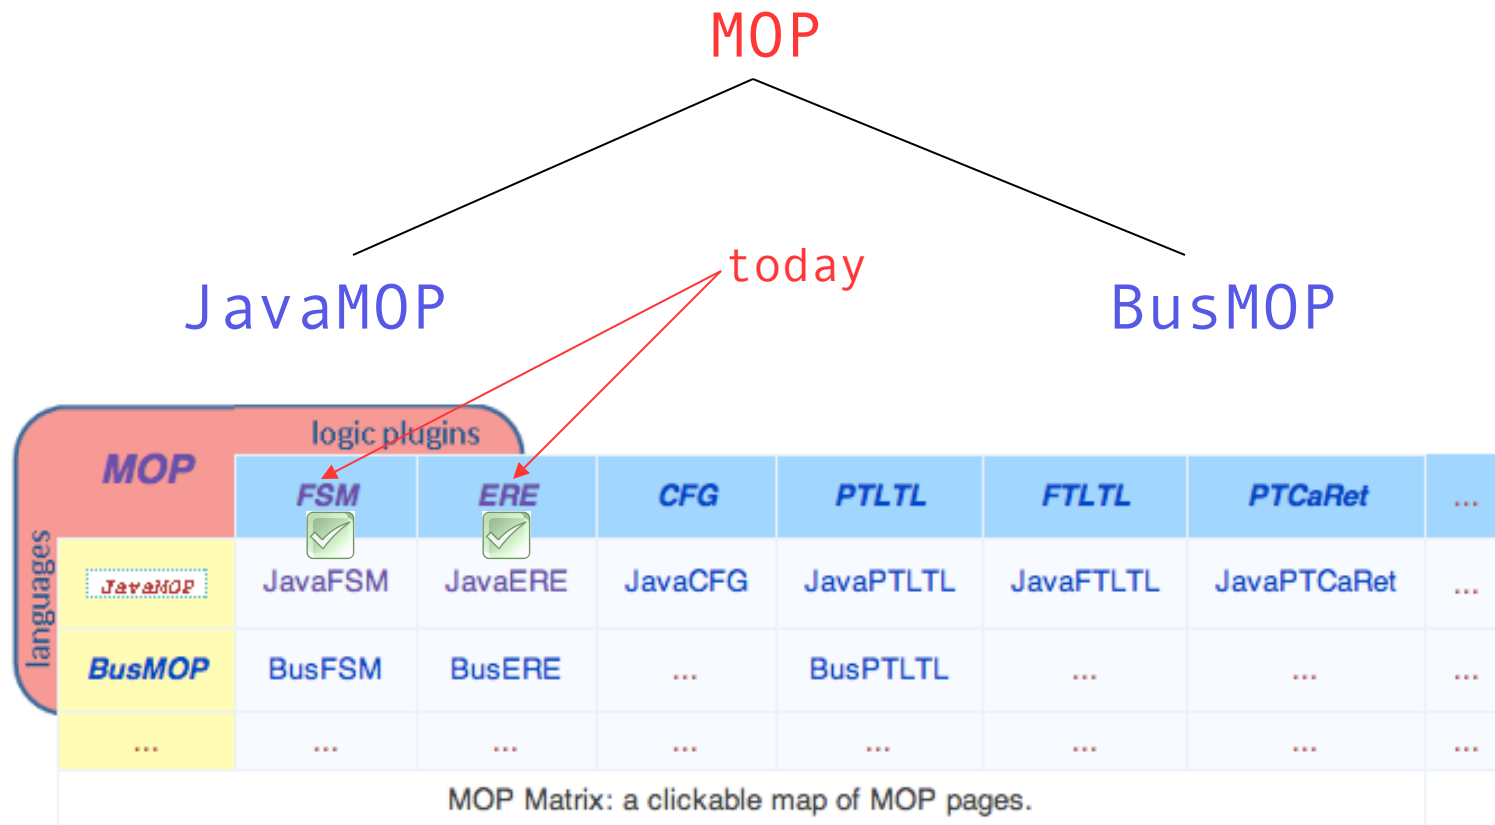 MOP
today
JavaMOP
BusMOP
logic plugins
MOP
languages
FSM ERE CFG PTLTL FTLTL PTCaRet ...
JavaMOP JavaFSM JavaERE JavaCFG JavaPTLTL JavaFTLTL JavaPTCaRet ...
BusMOP BusFSM BusERE ... BusPTLTL ... ... ...
... ... ... ... ... ... ... ...
MOP Matrix: a clickable map of MOP pages.